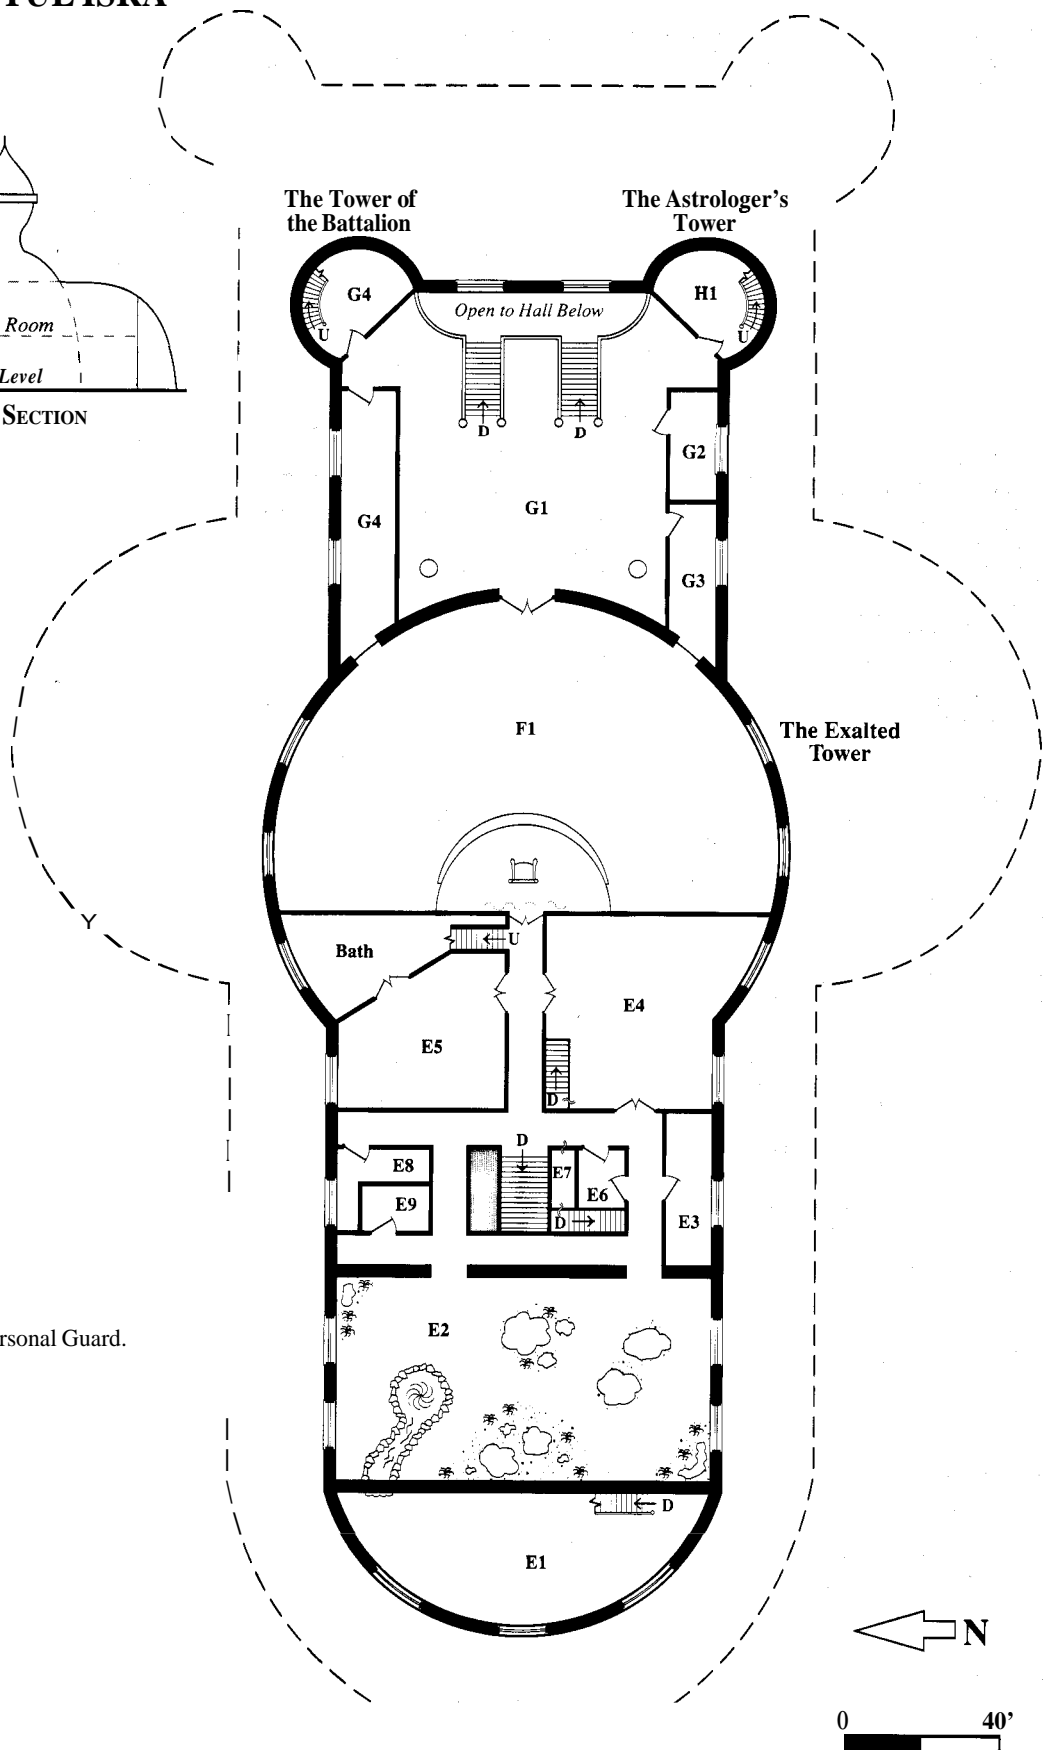 The Tower of
the Battalion
The Astrologer's
Tower
Room
Level
SECTION
G4
U
Open to Hall Below
H1
U
D
D
G2
G1
G4
G3
F1
The Exalted
Tower
Y
Bath
U
E4
E5
D
D
E8
E7
E6
E9
D
E3
rsonal Guard.
E2
D
E1
N
0
40'